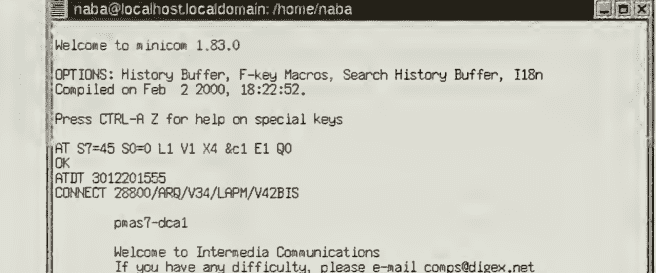 naba@localhost.localdomain: /home/naba
Welcome to minicom 1.83.0
OPTIONS: History Buffer, F-key Macros, Search History Buffer, I18n
Compiled on Feb 2 2000, 18:22:52.
Press CTRL-A Z for help on special keys
AT S7=45 S0=0 L1 V1 X4 &c1 E1 Q0
OK
ATDT 3012201555
CONNECT 28800/ARQ/V34/LAPM/V42BIS
pmas7-dca1
Welcome to Intermedia Communications
If you have any difficulty, please e-mail comps@digex.net